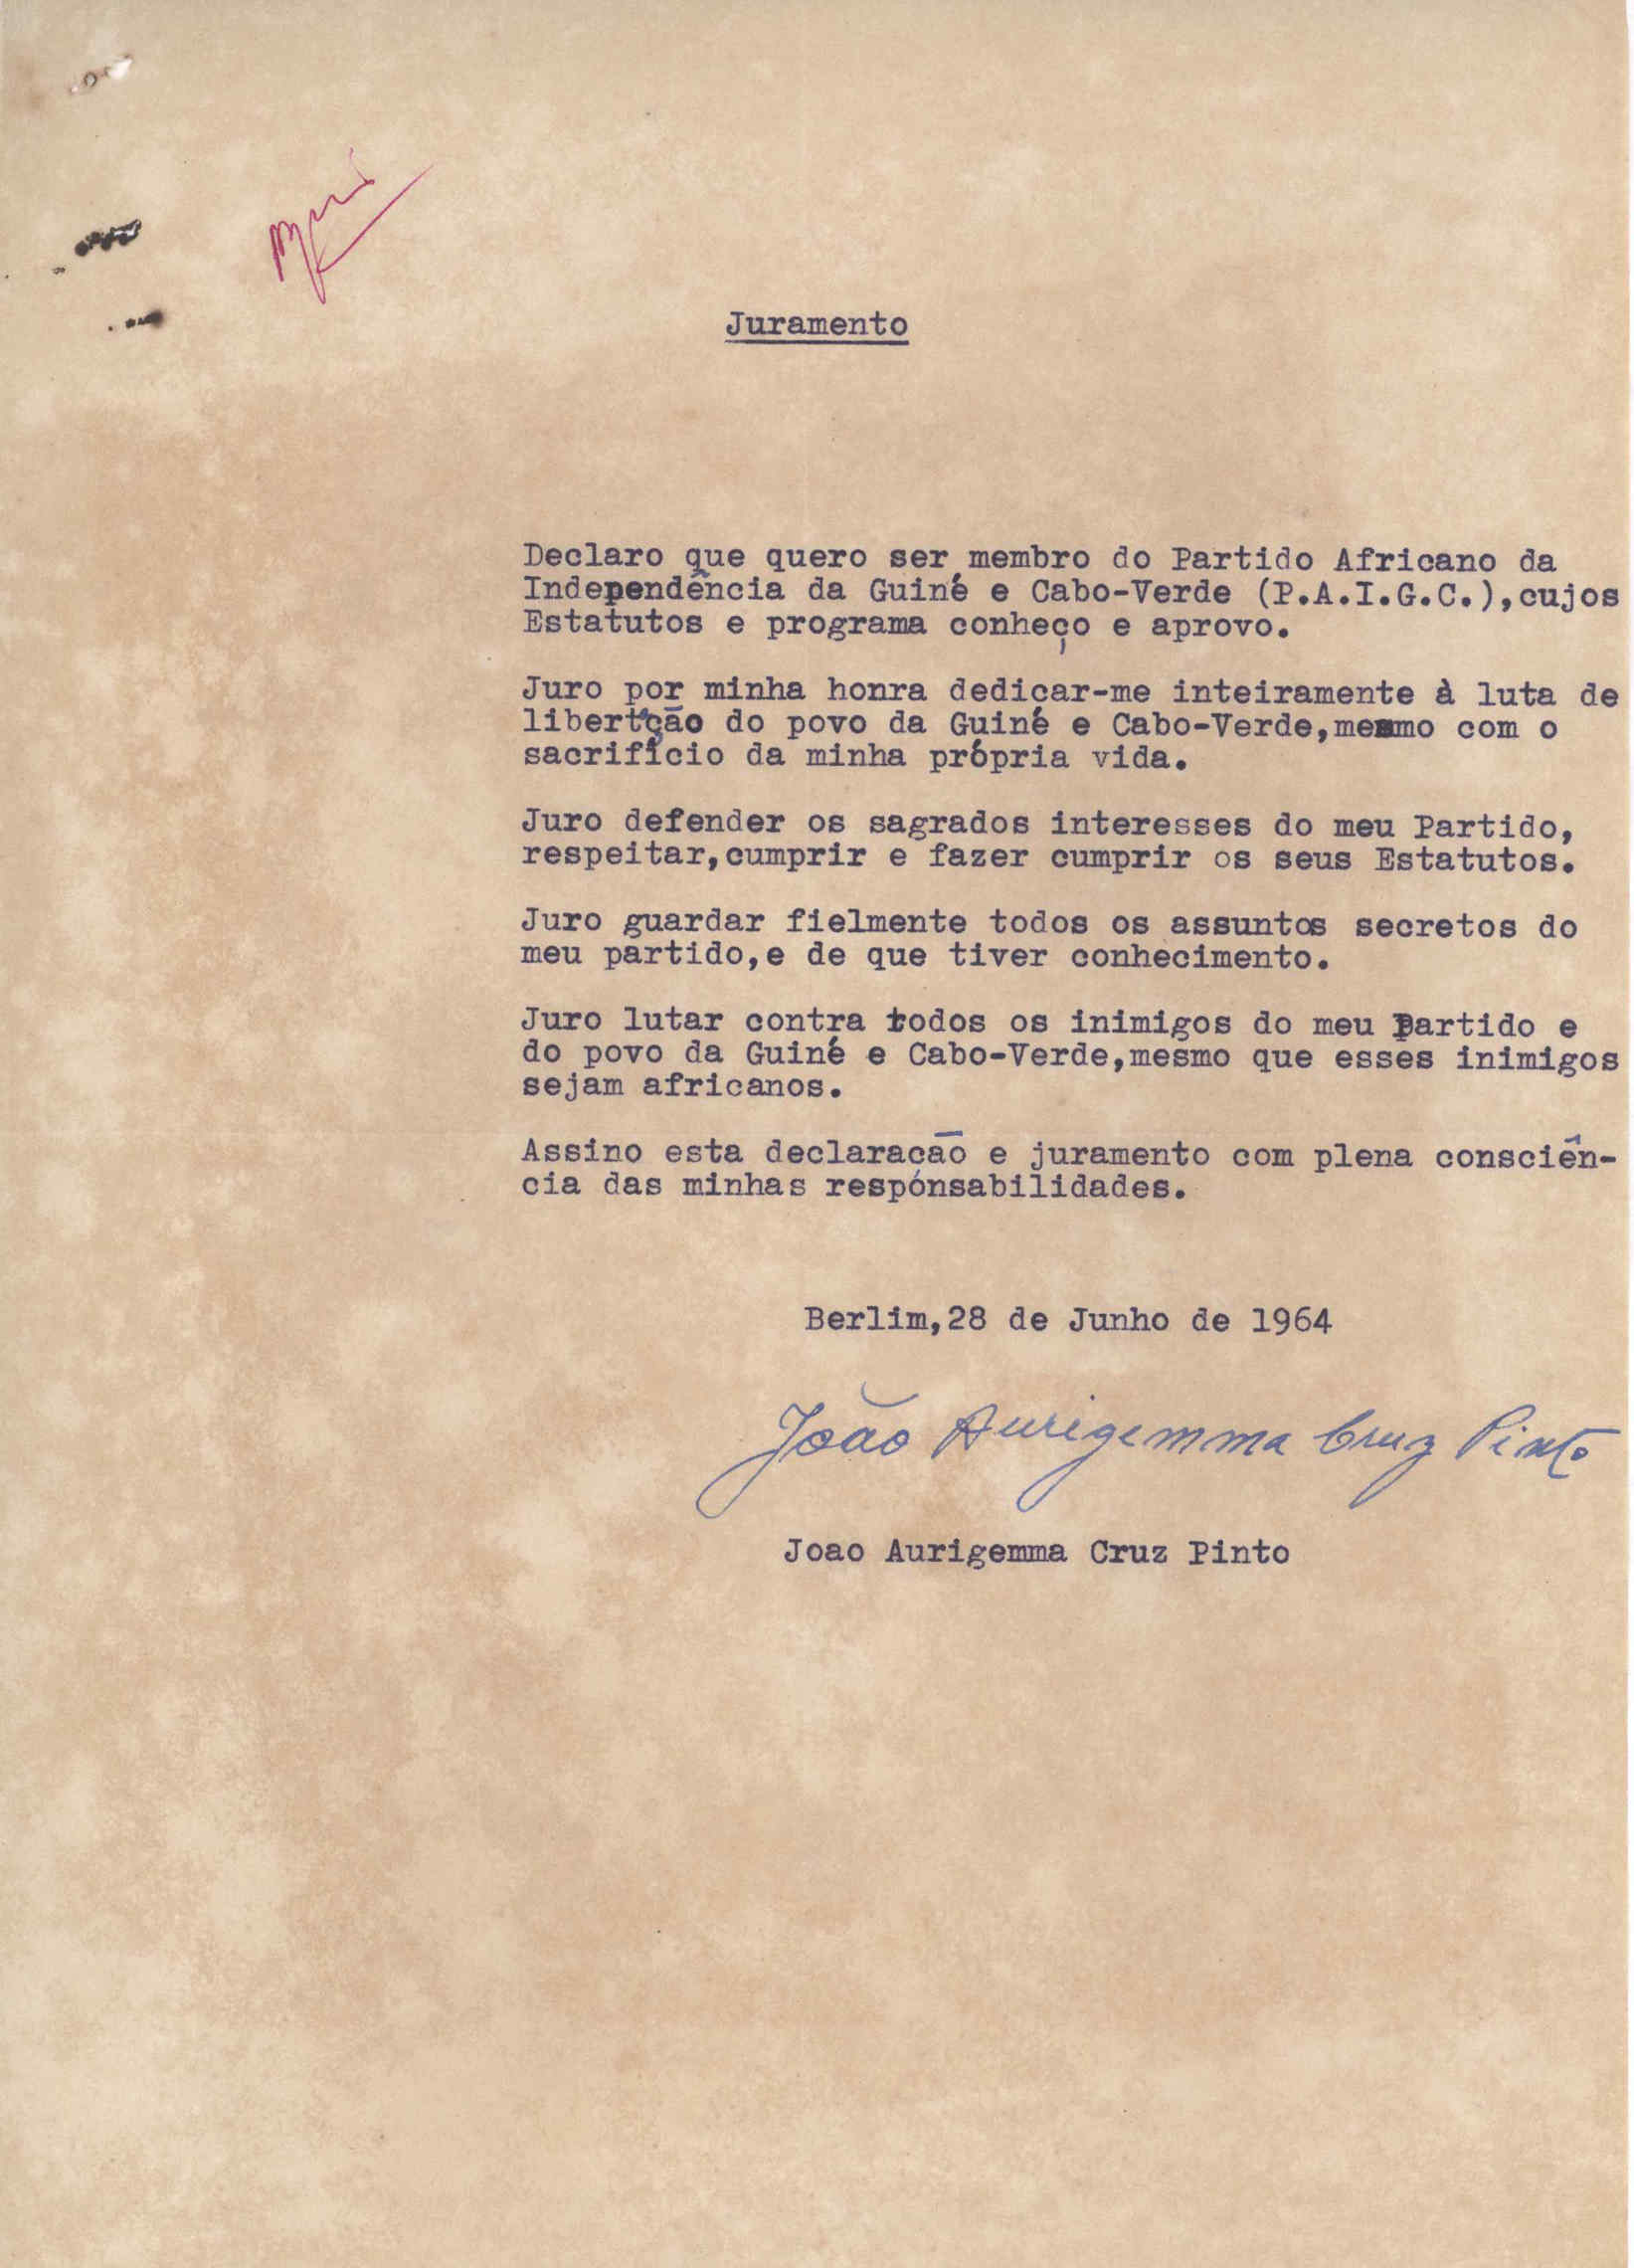 Juramento
Declaro que quero ser membro do Partido Africano da
Independência da Guiné e Cabo-Verde (P.A.I.G.C.),cujos
Estatutos e programa conheço e aprovo.
Juro por minha honra dedicar-me inteiramente à luta de
libertção do povo da Guiné e Cabo-Verde,mesmo com o
sacrifício da minha própria vida.
Juro defender os sagrados interesses do meu Partido,
respeitar,cumprir e fazer cumprir os seus Estatutos.
Juro guardar fielmente todos os assuntos secretos do
meu partido,e de que tiver conhecimento.
Juro lutar contra todos os inimigos do meu Partido e
do povo da Guiné e Cabo-Verde,mesmo que esses inimigos
sejam africanos.
Assino esta declaracão e juramento com plena consciên-
cia das minhas respónsabilidades.
Berlim,28 de Junho de 1964
João Aurigemma Cruz Pinto
Joao Aurigemma Cruz Pinto